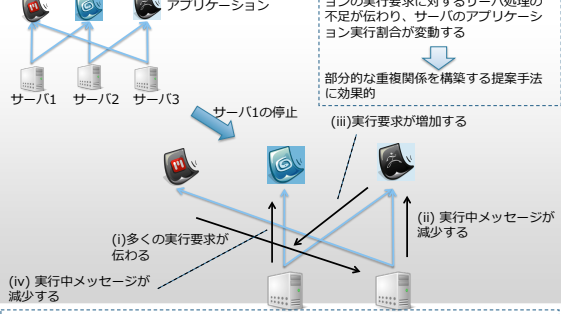 アプリケーション
ョンの実行要求に対するサーバ処理の
不足が伝わり、サーバのアプリケーシ
ョン実行割合が変動する
部分的な重複関係を構築する提案手法
に効果的
サーバ1 サーバ2 サーバ3
サーバ1の停止
(iii)実行要求が増加する
(ii) 実行中メッセージが
減少する
(i)多くの実行要求が
伝わる
(iv) 実行中メッセージが
減少する